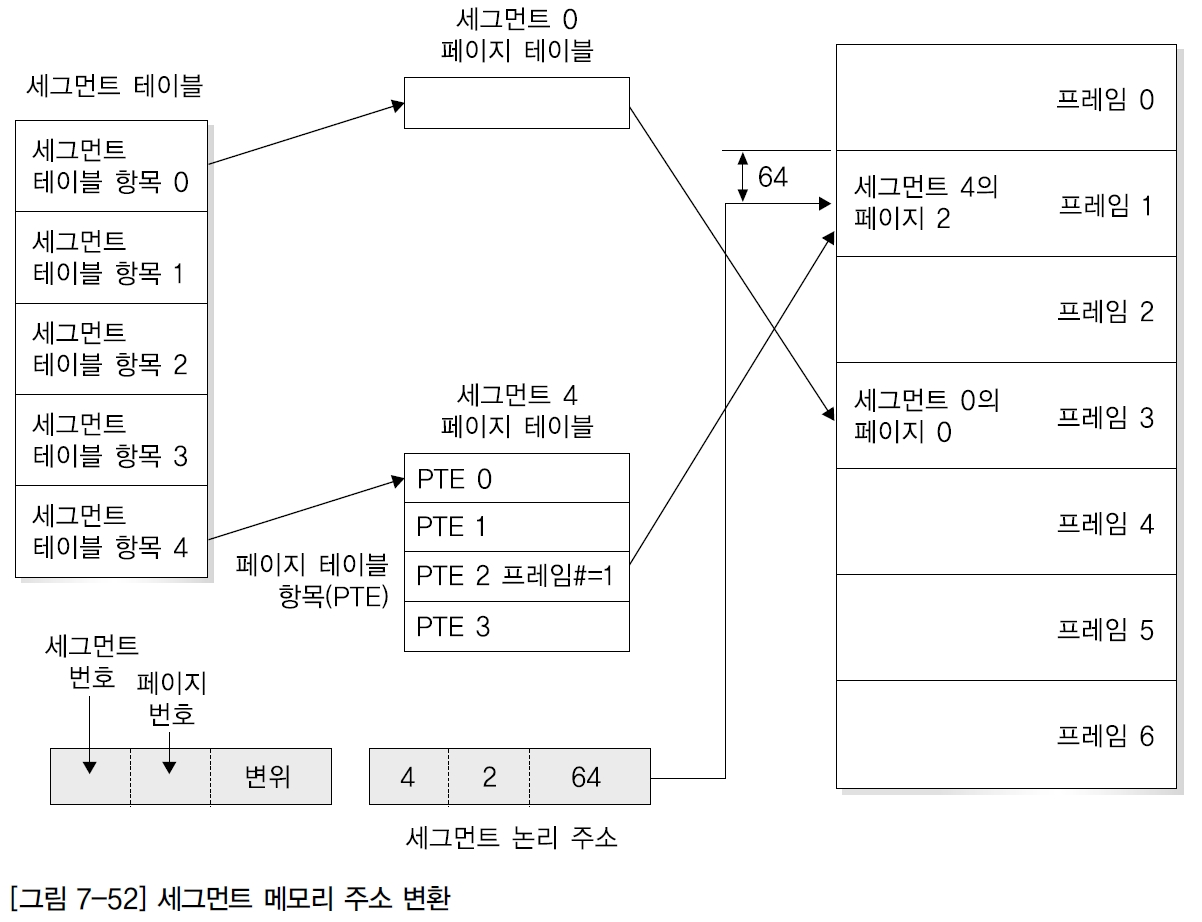 세그먼트 0
페이지 테이블
세그먼트 테이블
세그먼트
테이블 항목 0
세그먼트
테이블 항목 1
세그먼트
테이블 항목 2
세그먼트
테이블 항목 3
세그먼트
테이블 항목 4
세그먼트 4
페이지 테이블
PTE 0
PTE 1
PTE 2 프레임#=1
PTE 3
페이지 테이블
항목(PTE)
64
프레임 0
세그먼트 4의
페이지 2
프레임 1
프레임 2
세그먼트 0의
페이지 0
프레임 3
프레임 4
프레임 5
프레임 6
세그먼트
번호
페이지
번호
변위
4 2 64
세그먼트 논리 주소
[그림 7-52] 세그먼트 메모리 주소 변환